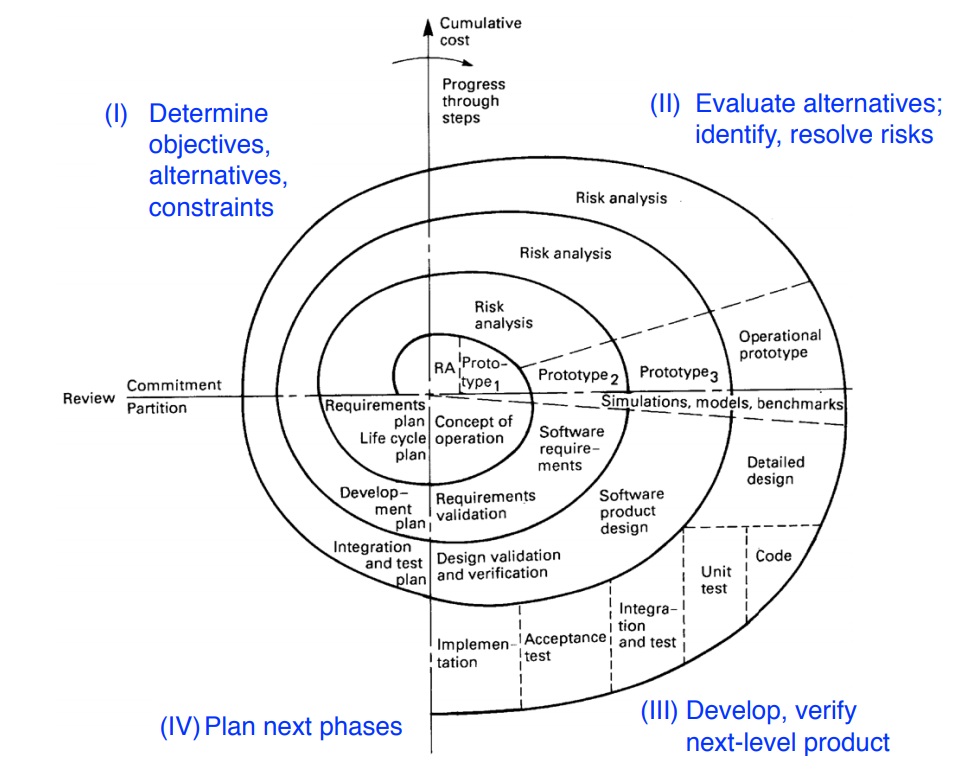 Cumulative
cost
Progress
through
steps
(I) Determine
objectives,
alternatives,
constraints
(II) Evaluate alternatives;
identify, resolve risks
Risk analysis
Risk analysis
Risk
analysis
RA
Proto-
type1
Prototype2
Prototype3
Operational
prototype
Review
Commitment
Partition
Simulations, models, benchmarks
Requirements
plan
Life cycle
plan
Concept of
operation
Software
require-
ments
Software
product
design
Detailed
design
Develop-
ment
plan
Requirements
validation
Integration
and test
plan
Design validation
and verification
Code
Unit
test
Integra-
tion
and test
Acceptance
test
Implemen-
tation
(IV) Plan next phases
(III) Develop, verify
next-level product